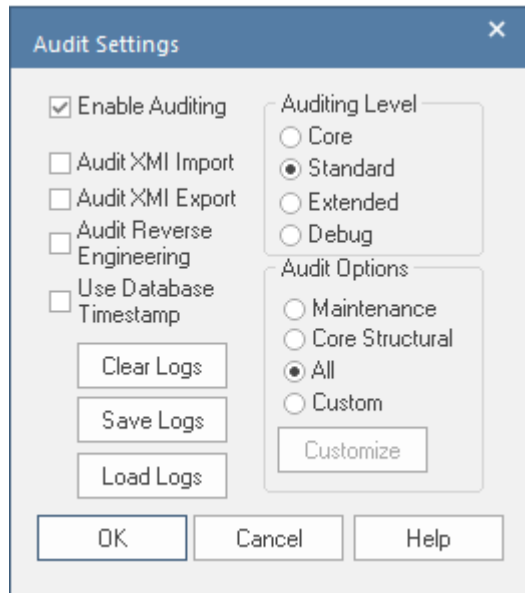 Audit Settings
Enable Auditing
Audit XMI Import
Audit XMI Export
Audit Reverse
Engineering
Use Database
Timestamp
Clear Logs
Save Logs
Load Logs
Auditing Level
Core
Standard
Extended
Debug
Audit Options
Maintenance
Core Structural
All
Custom
Customize
OK
Cancel
Help